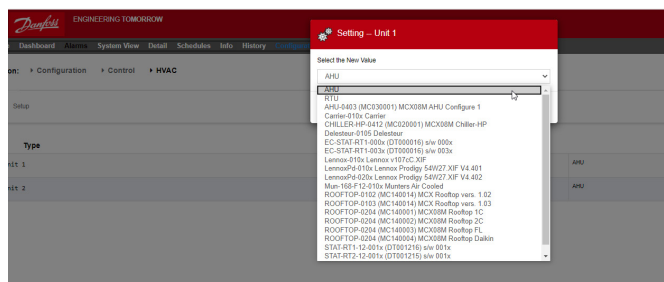 Danfoss ENGINEERING TOMORROW
Dashboard Alarms System View Detail Schedules Info History
on: Configuration Control HVAC
Setup
Type
nit 1 AHU
nit 2 AHU
Setting -- Unit 1
Select the New Value
AHU
AHU
RTU
AHU-0403 (MC030001) MCX08M AHU Configure 1
Carrier-010x Carrier
CHILLER-HP-0412 (MC020001) MCX08M Chiller-HP
Delesteur-0105 Delesteur
EC-STAT-RT1-000x (DT000016) s/w 000x
EC-STAT-RT1-003x (DT000016) s/w 003x
Lennox-010x Lennox v107cC.XIF
LennoxPd-010x Lennox Prodigy 54W27.XIF V4.401
LennoxPd-020x Lennox Prodigy 54W27.XIF V4.402
Mun-168-F12-010x Munters Air Cooled
ROOFTOP-0102 (MC140014) MCX Rooftop vers. 1.02
ROOFTOP-0103 (MC140014) MCX Rooftop vers. 1.03
ROOFTOP-0204 (MC140001) MCX08M Rooftop 1C
ROOFTOP-0204 (MC140002) MCX08M Rooftop 2C
ROOFTOP-0204 (MC140003) MCX08M Rooftop FL
ROOFTOP-0204 (MC140004) MCX08M Rooftop Daikin
STAT-RT1-12-001x (DT001216) s/w 001x
STAT-RT2-12-001x (DT001215) s/w 001x